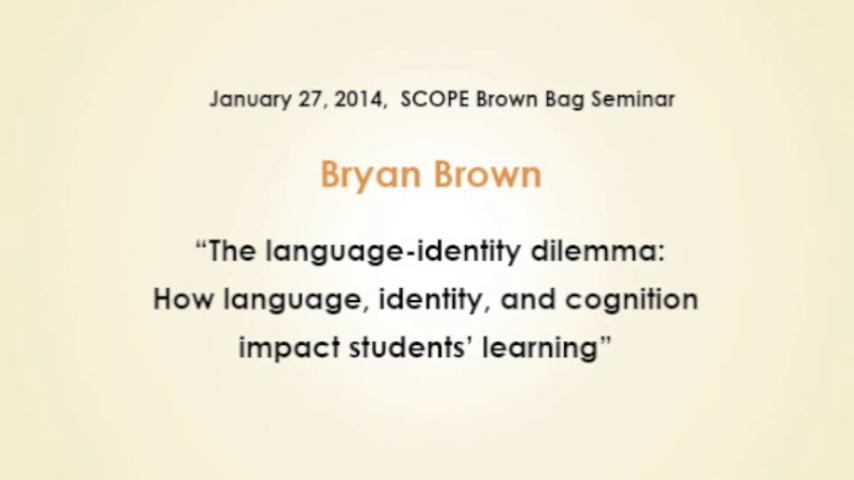 January 27, 2014,  SCOPE Brown Bag Seminar
Bryan Brown
“The language-identity dilemma:
How language, identity, and cognition
impact students’ learning”